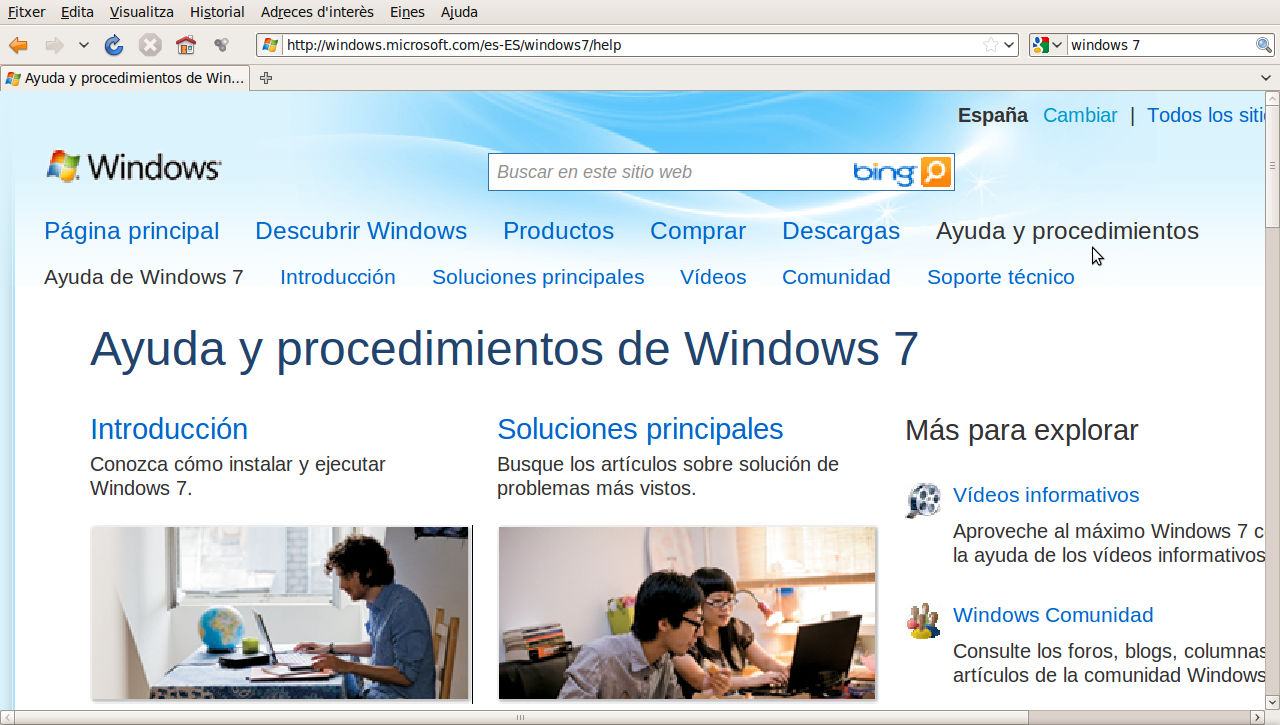 Fitxer Edita Visualitza Historial Adreces d'interès Eines Ajuda
http://windows.microsoft.com/es-ES/windows7/help
windows 7
Ayuda y procedimientos de Win...
España Cambiar | Todos los siti
Windows
Buscar en este sitio web bing
Página principal Descubrir Windows Productos Comprar Descargas Ayuda y procedimientos
Ayuda de Windows 7 Introducción Soluciones principales Vídeos Comunidad Soporte técnico
Ayuda y procedimientos de Windows 7
Introducción
Conozca cómo instalar y ejecutar
Windows 7.
Soluciones principales
Busque los artículos sobre solución de
problemas más vistos.
Más para explorar
Vídeos informativos
Aproveche al máximo Windows 7 c
la ayuda de los vídeos informativos
Windows Comunidad
Consulte los foros, blogs, columnas
artículos de la comunidad Windows